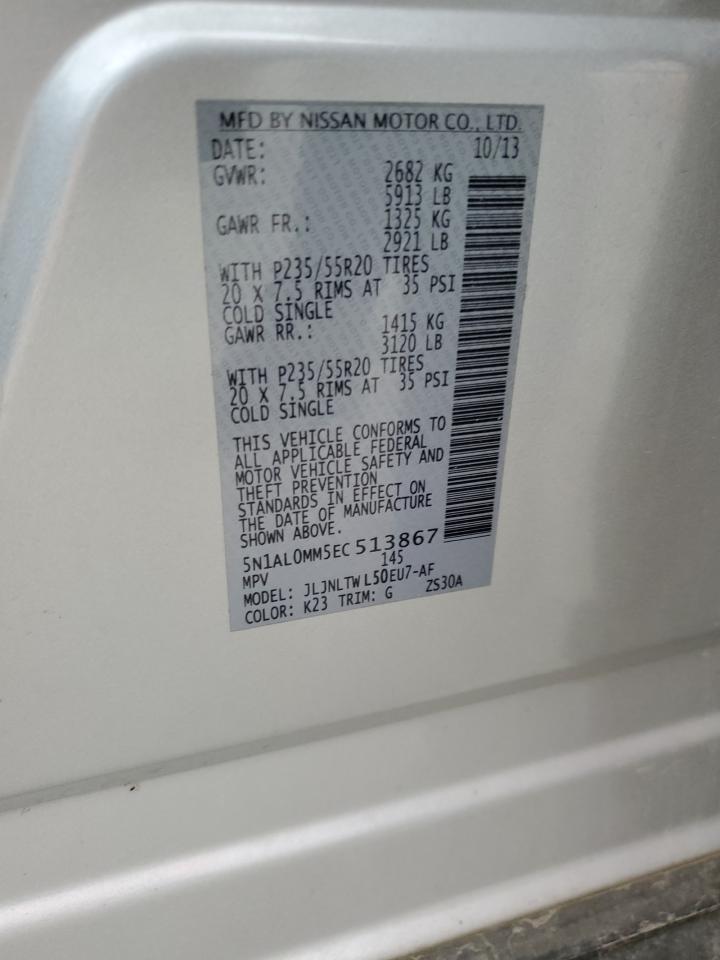 MFD BY NISSAN MOTOR CO., LTD.
DATE: 10/13
GVWR: 2682 KG
5913 LB
GAWR FR.: 1325 KG
2921 LB
WITH P235/55R20 TIRES
20 X 7.5 RIMS AT 35 PSI
COLD SINGLE
GAWR RR.: 1415 KG
3120 LB
WITH P235/55R20 TIRES
20 X 7.5 RIMS AT 35 PSI
COLD SINGLE
THIS VEHICLE CONFORMS TO
ALL APPLICABLE FEDERAL
MOTOR VEHICLE SAFETY AND
THEFT PREVENTION
STANDARDS IN EFFECT ON
THE DATE OF MANUFACTURE
SHOWN ABOVE.
5N1AL0MM5EC 513867
MPV 145
MODEL: JLJNLTW L50EU7-AF
COLOR: K23 TRIM: G ZS30A